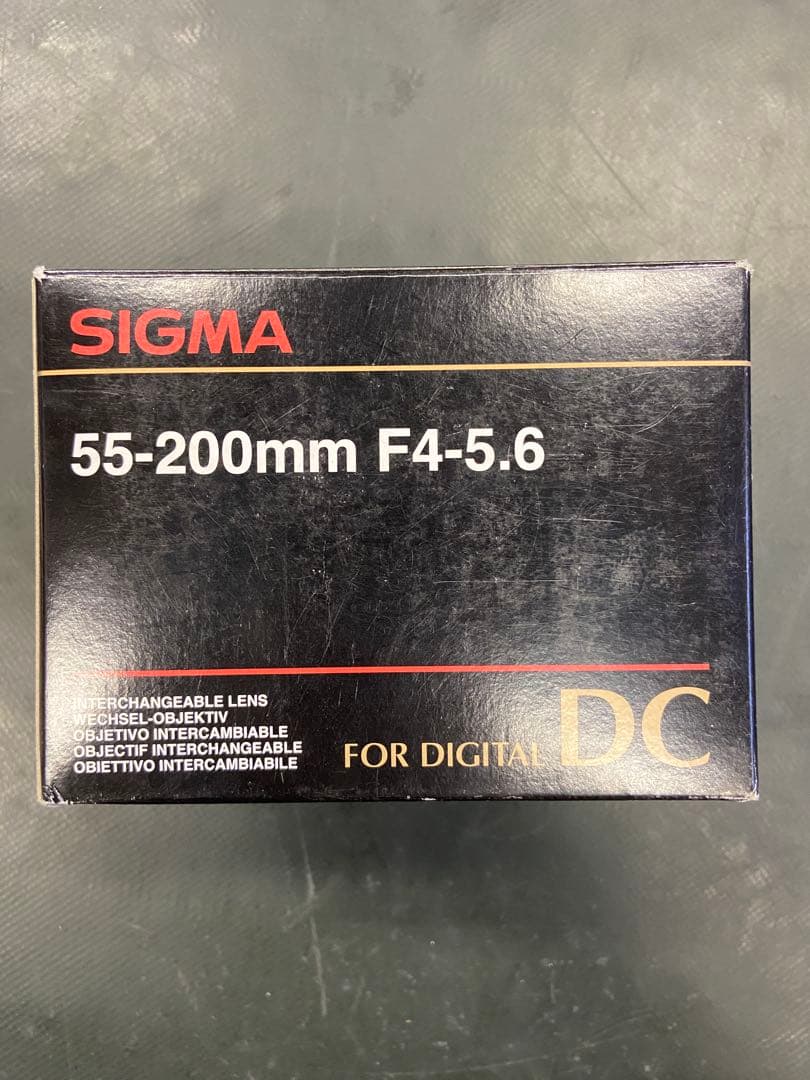 SIGMA
55-200mm F4-5.6
INTERCHANGEABLE LENS
WECHSEL-OBJEKTIV
OBJETIVO INTERCAMBIABLE
OBJECTIF INTERCHANGEABLE
OBIETTIVO INTERCAMBIABILE
FOR DIGITAL DC